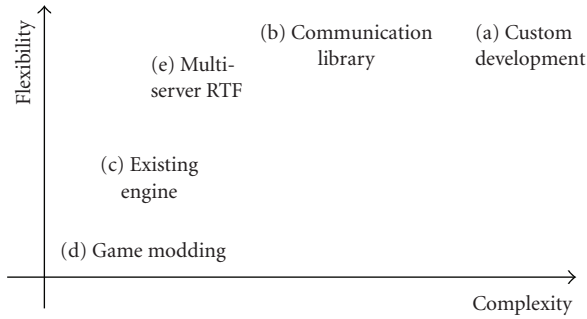 Flexibility
(b) Communication
library
(a) Custom
development
(e) Multi-
server RTF
(c) Existing
engine
(d) Game modding
Complexity